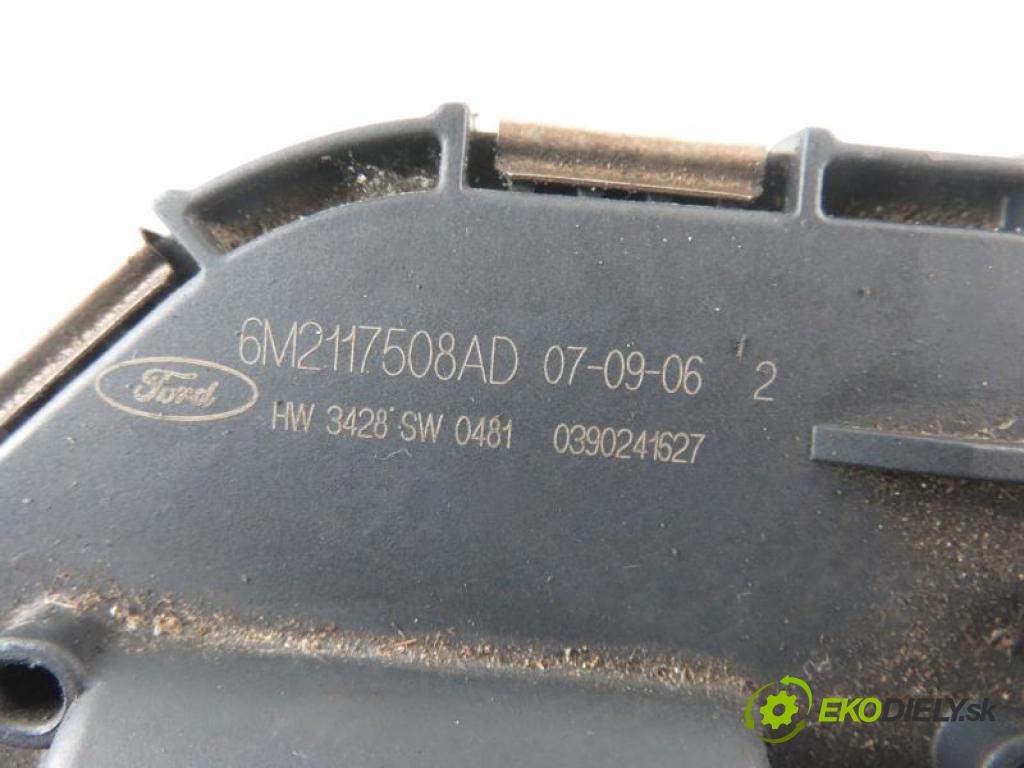 6M2117508AD 07-09-06 2
Ford
HW 3428 SW 0481 0390241627
EKODIELY.sk